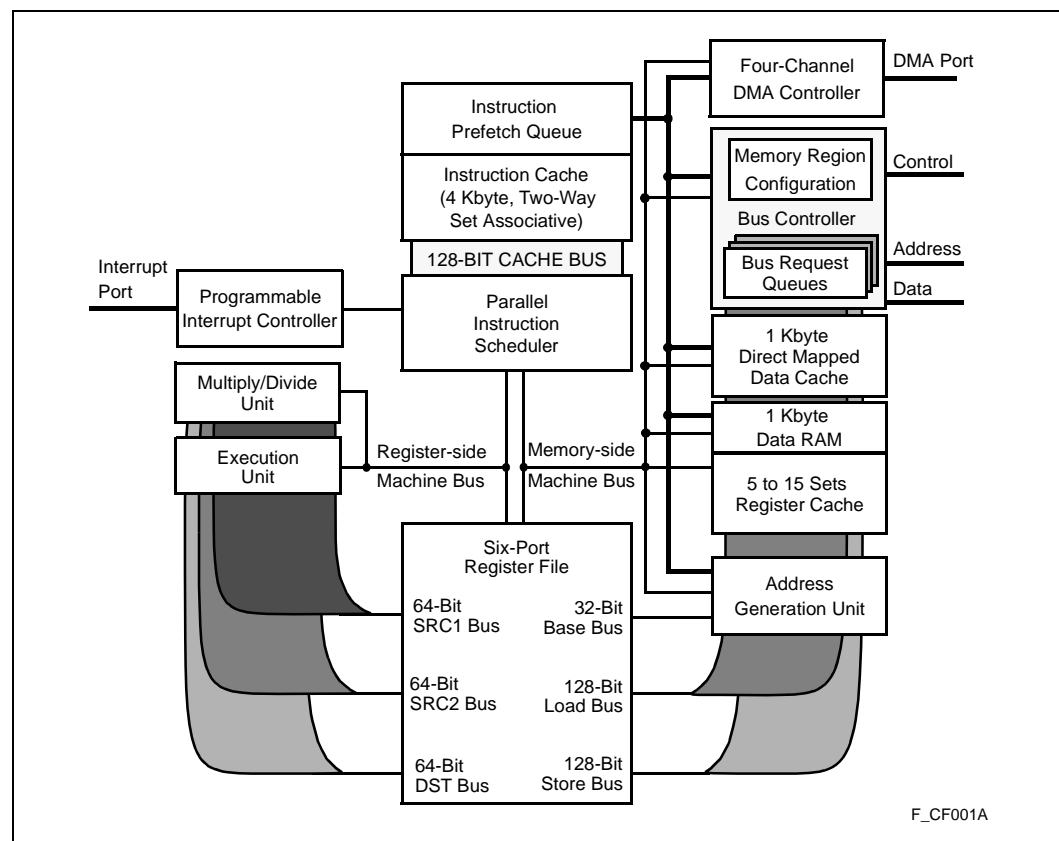 Four-Channel
DMA Controller
DMA Port
Instruction
Prefetch Queue
Instruction Cache
(4 Kbyte, Two-Way
Set Associative)
128-BIT CACHE BUS
Parallel
Instruction
Scheduler
Memory Region
Configuration
Bus Controller
Bus Request
Queues
Control
Address
Data
Interrupt
Port
Programmable
Interrupt Controller
Multiply/Divide
Unit
Execution
Unit
Register-side
Machine Bus
Memory-side
Machine Bus
1 Kbyte
Direct Mapped
Data Cache
1 Kbyte
Data RAM
5 to 15 Sets
Register Cache
Address
Generation Unit
Six-Port
Register File
64-Bit
SRC1 Bus
32-Bit
Base Bus
64-Bit
SRC2 Bus
128-Bit
Load Bus
64-Bit
DST Bus
128-Bit
Store Bus
F_CF001A